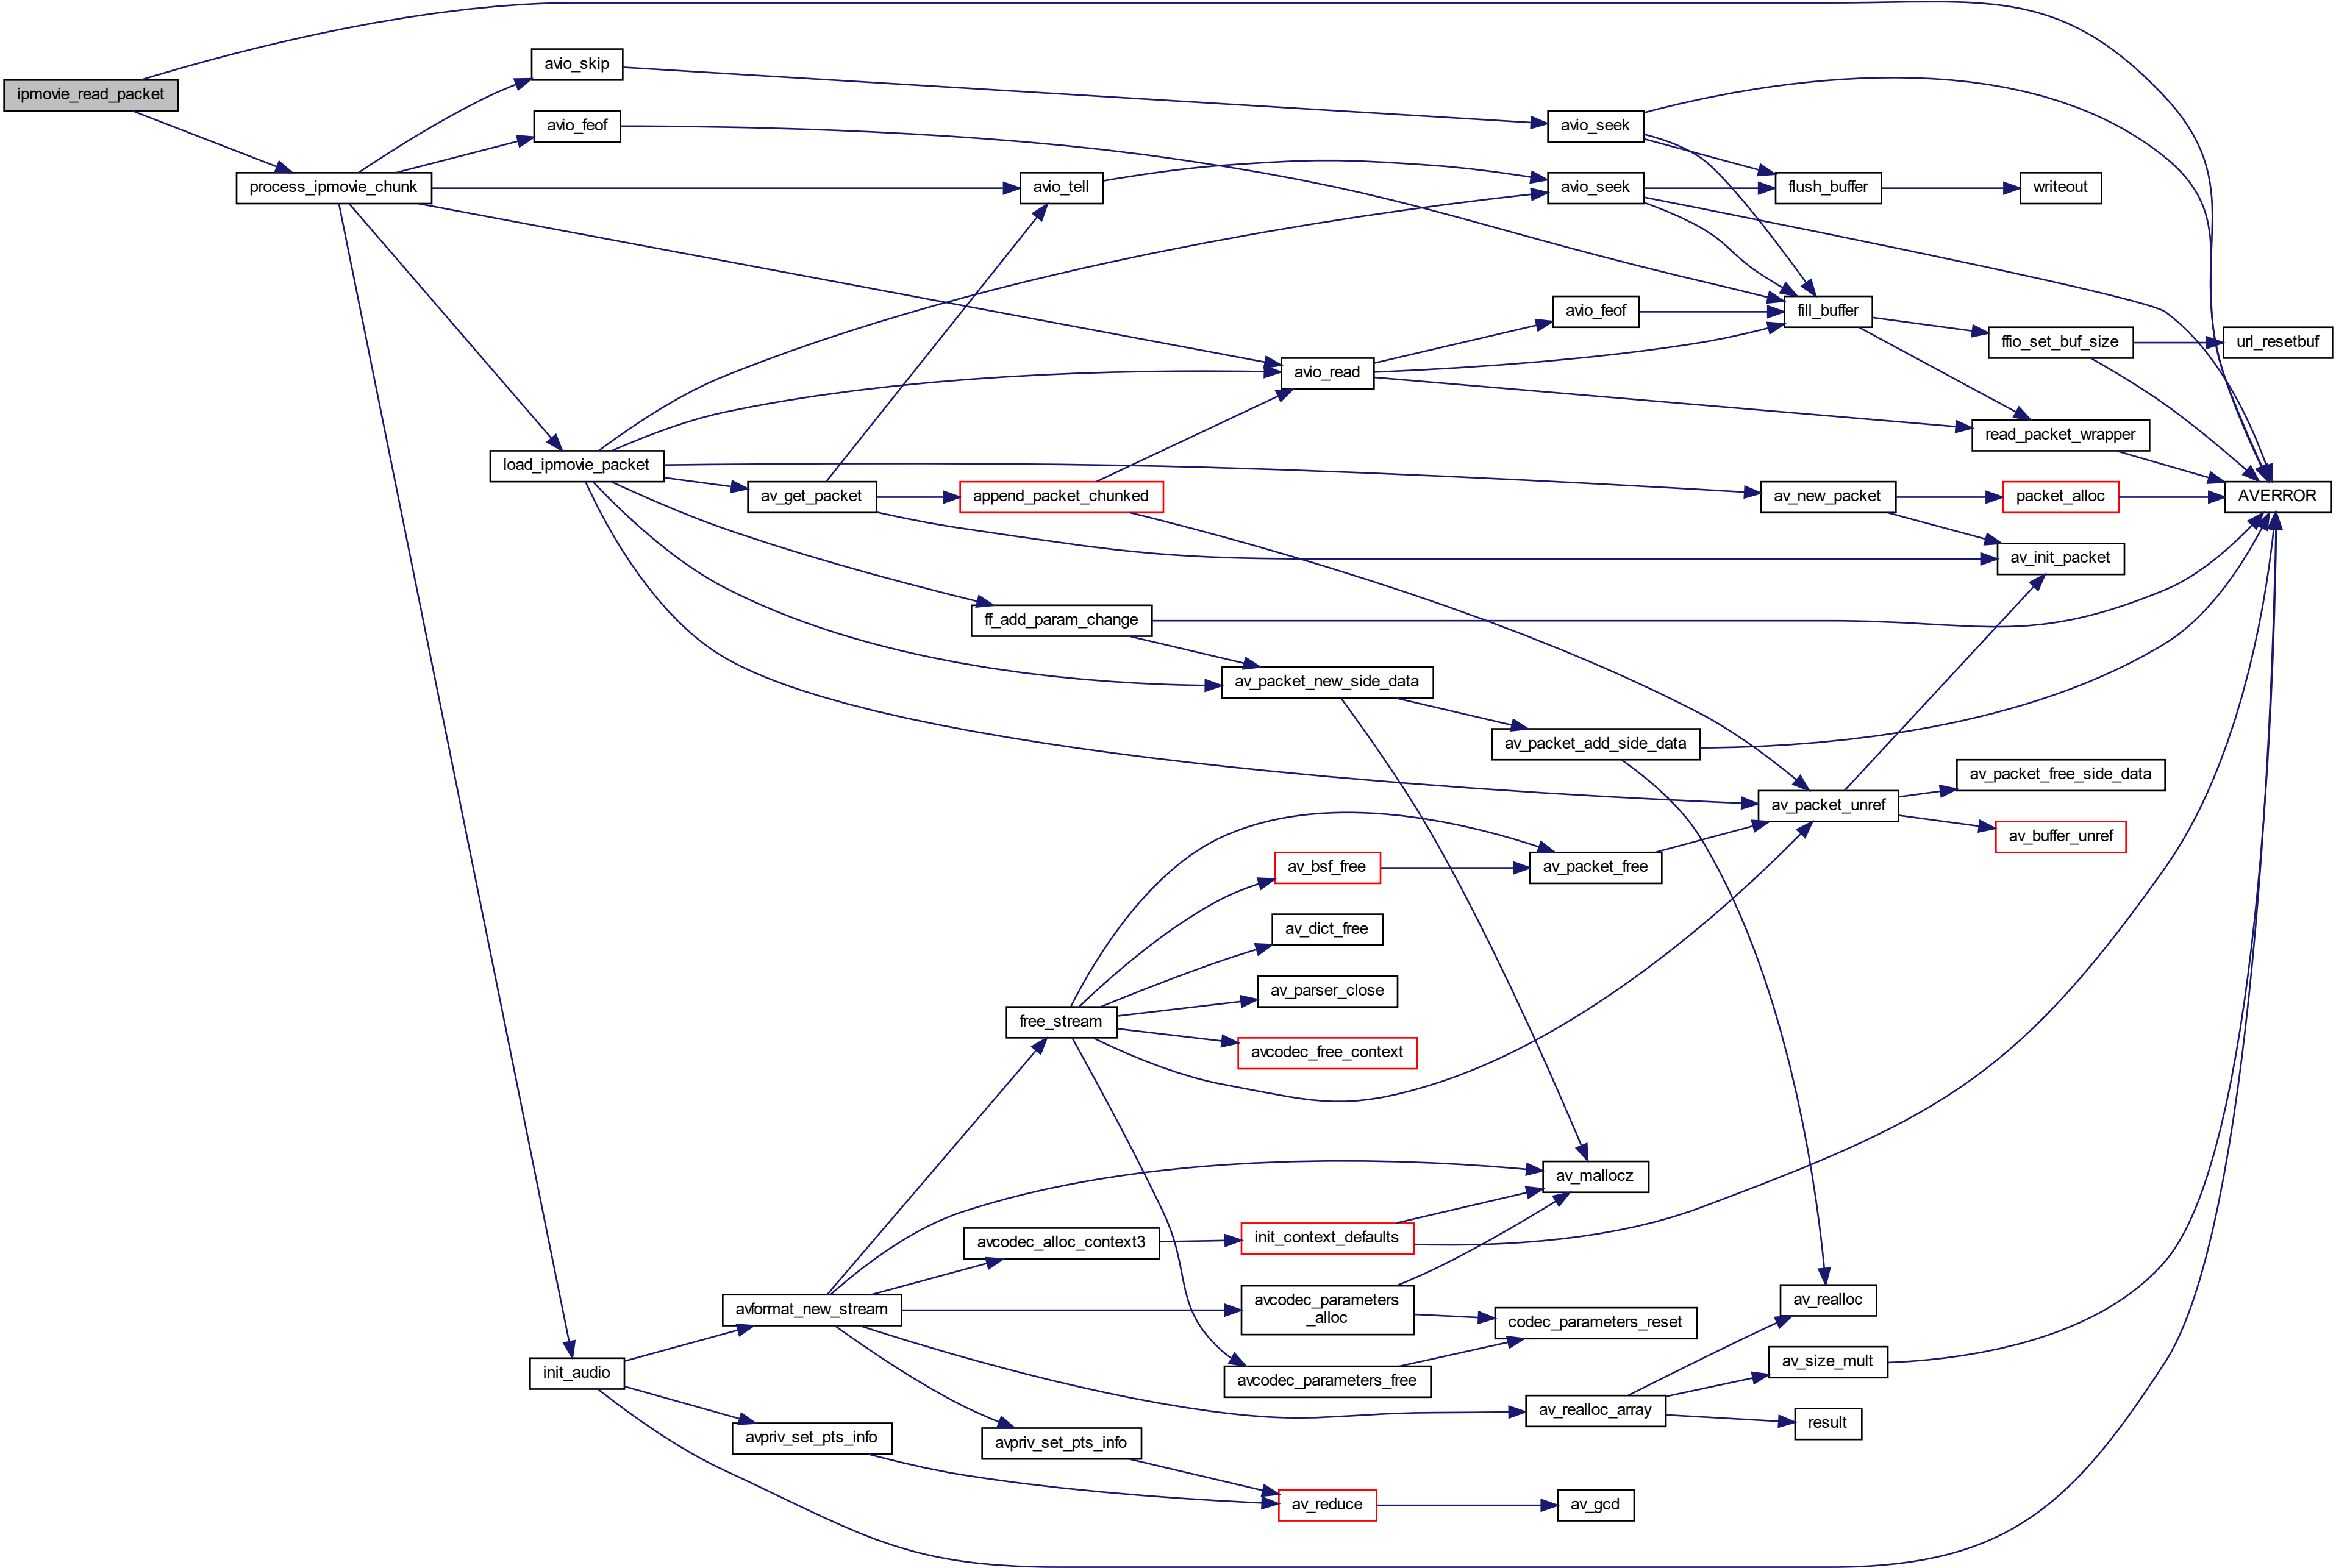 ipmovie_read_packet
avio_skip
avio_feof
process_ipmovie_chunk
avio_tell
avio_seek
avio_seek
flush_buffer
writeout
avio_feof
fill_buffer
ffio_set_buf_size
url_resetbuf
avio_read
read_packet_wrapper
load_ipmovie_packet
av_get_packet
append_packet_chunked
av_new_packet
packet_alloc
AVERROR
av_init_packet
ff_add_param_change
av_packet_new_side_data
av_packet_add_side_data
av_packet_free_side_data
av_packet_unref
av_buffer_unref
av_bsf_free
av_packet_free
av_dict_free
av_parser_close
free_stream
avcodec_free_context
av_mallocz
avcodec_alloc_context3
init_context_defaults
avformat_new_stream
avcodec_parameters
_alloc
codec_parameters_reset
av_realloc
init_audio
avcodec_parameters_free
av_size_mult
av_realloc_array
result
avpriv_set_pts_info
avpriv_set_pts_info
av_reduce
av_gcd